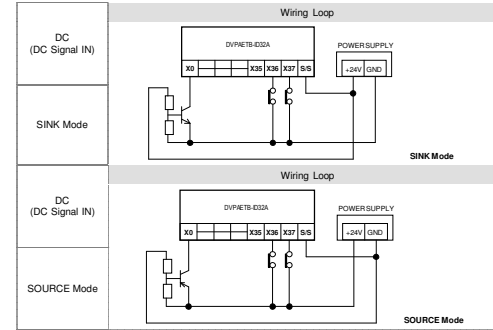 Wiring Loop
DC
(DC Signal IN)
DVPAETB-ID32A
POWER SUPPLY
X0 X35 X36 X37 S/S
+24V GND
SINK Mode
SINK Mode
Wiring Loop
DC
(DC Signal IN)
DVPAETB-ID32A
POWER SUPPLY
X0 X35 X36 X37 S/S
+24V GND
SOURCE Mode
SOURCE Mode